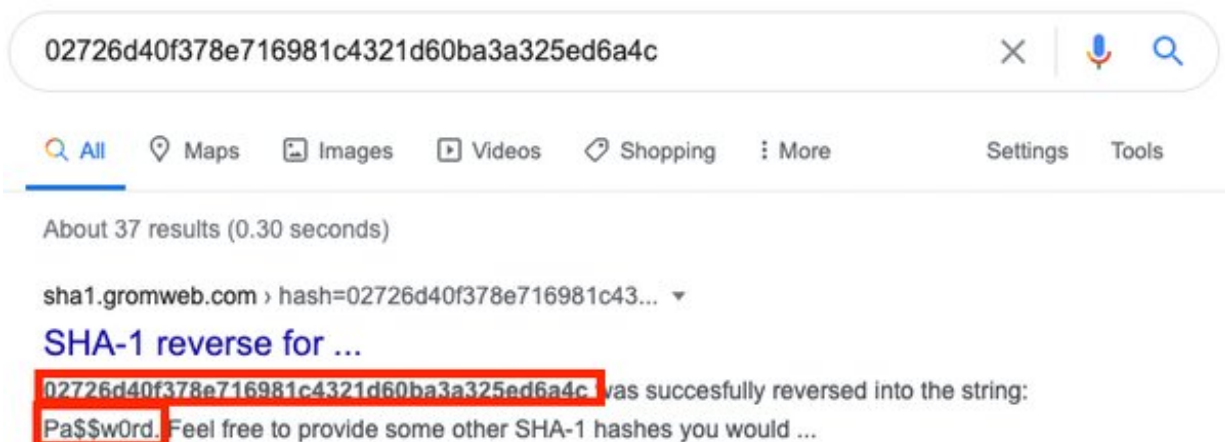 02726d40f378e716981c4321d60ba3a325ed6a4c
All Maps Images Videos Shopping More Settings Tools
About 37 results (0.30 seconds)
sha1.gromweb.com › hash=02726d40f378e716981c43...
SHA-1 reverse for ...
02726d40f378e716981c4321d60ba3a325ed6a4c was succesfully reversed into the string:
Pa$$w0rd. Feel free to provide some other SHA-1 hashes you would ...